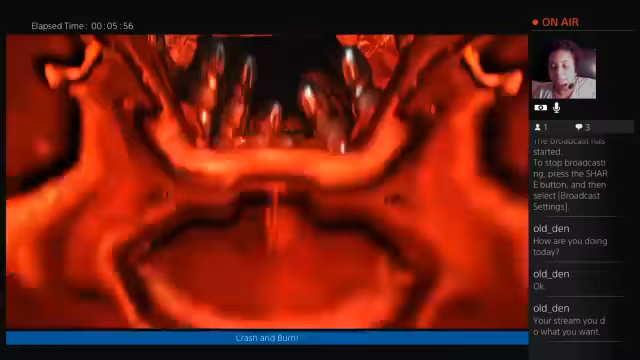 Elapsed Time : 00:05:56
ON AIR
1
3
The broadcast has
started.
To stop broadcasti
ng, press the SHAR
E button, and then
select [Broadcast
Settings].
old_den
How are you doing
today?
old_den
Ok.
old_den
Your stream you d
o what you want.
Crash and Burn!